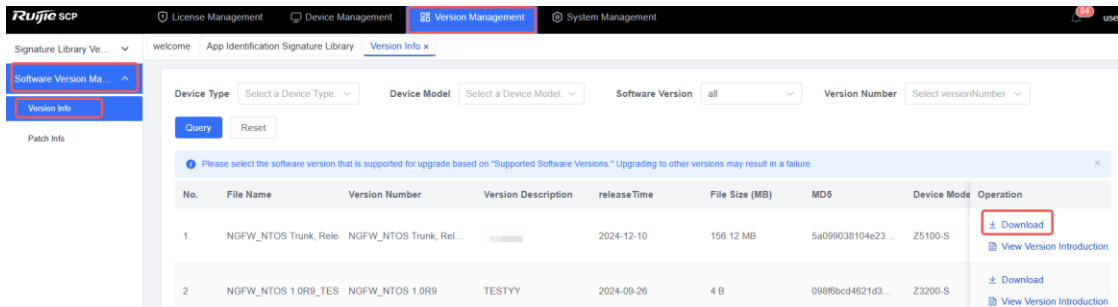 Ruijie SCP License Management Device Management Version Management System Management 84 use
Signature Library Ve... welcome App Identification Signature Library Version Info ×
Software Version Ma...
Version Info
Patch Info
Device Type Select a Device Type. Device Model Select a Device Model. Software Version all Version Number Select versionNumber
Query Reset
Please select the software version that is supported for upgrade based on "Supported Software Versions." Upgrading to other versions may result in a failure. ×
No. File Name Version Number Version Description releaseTime File Size (MB) MD5 Device Mode Operation
1 NGFW_NTOS Trunk, Rele NGFW_NTOS Trunk, Rel... 2024-12-10 156.12 MB 5a099038104e23... Z5100-S Download
View Version Introduction
2 NGFW_NTOS 1.0R9_TES NGFW_NTOS 1.0R9 TESTYY 2024-09-26 4 B 098f6bcd4621d3... Z3200-S Download
View Version Introduction